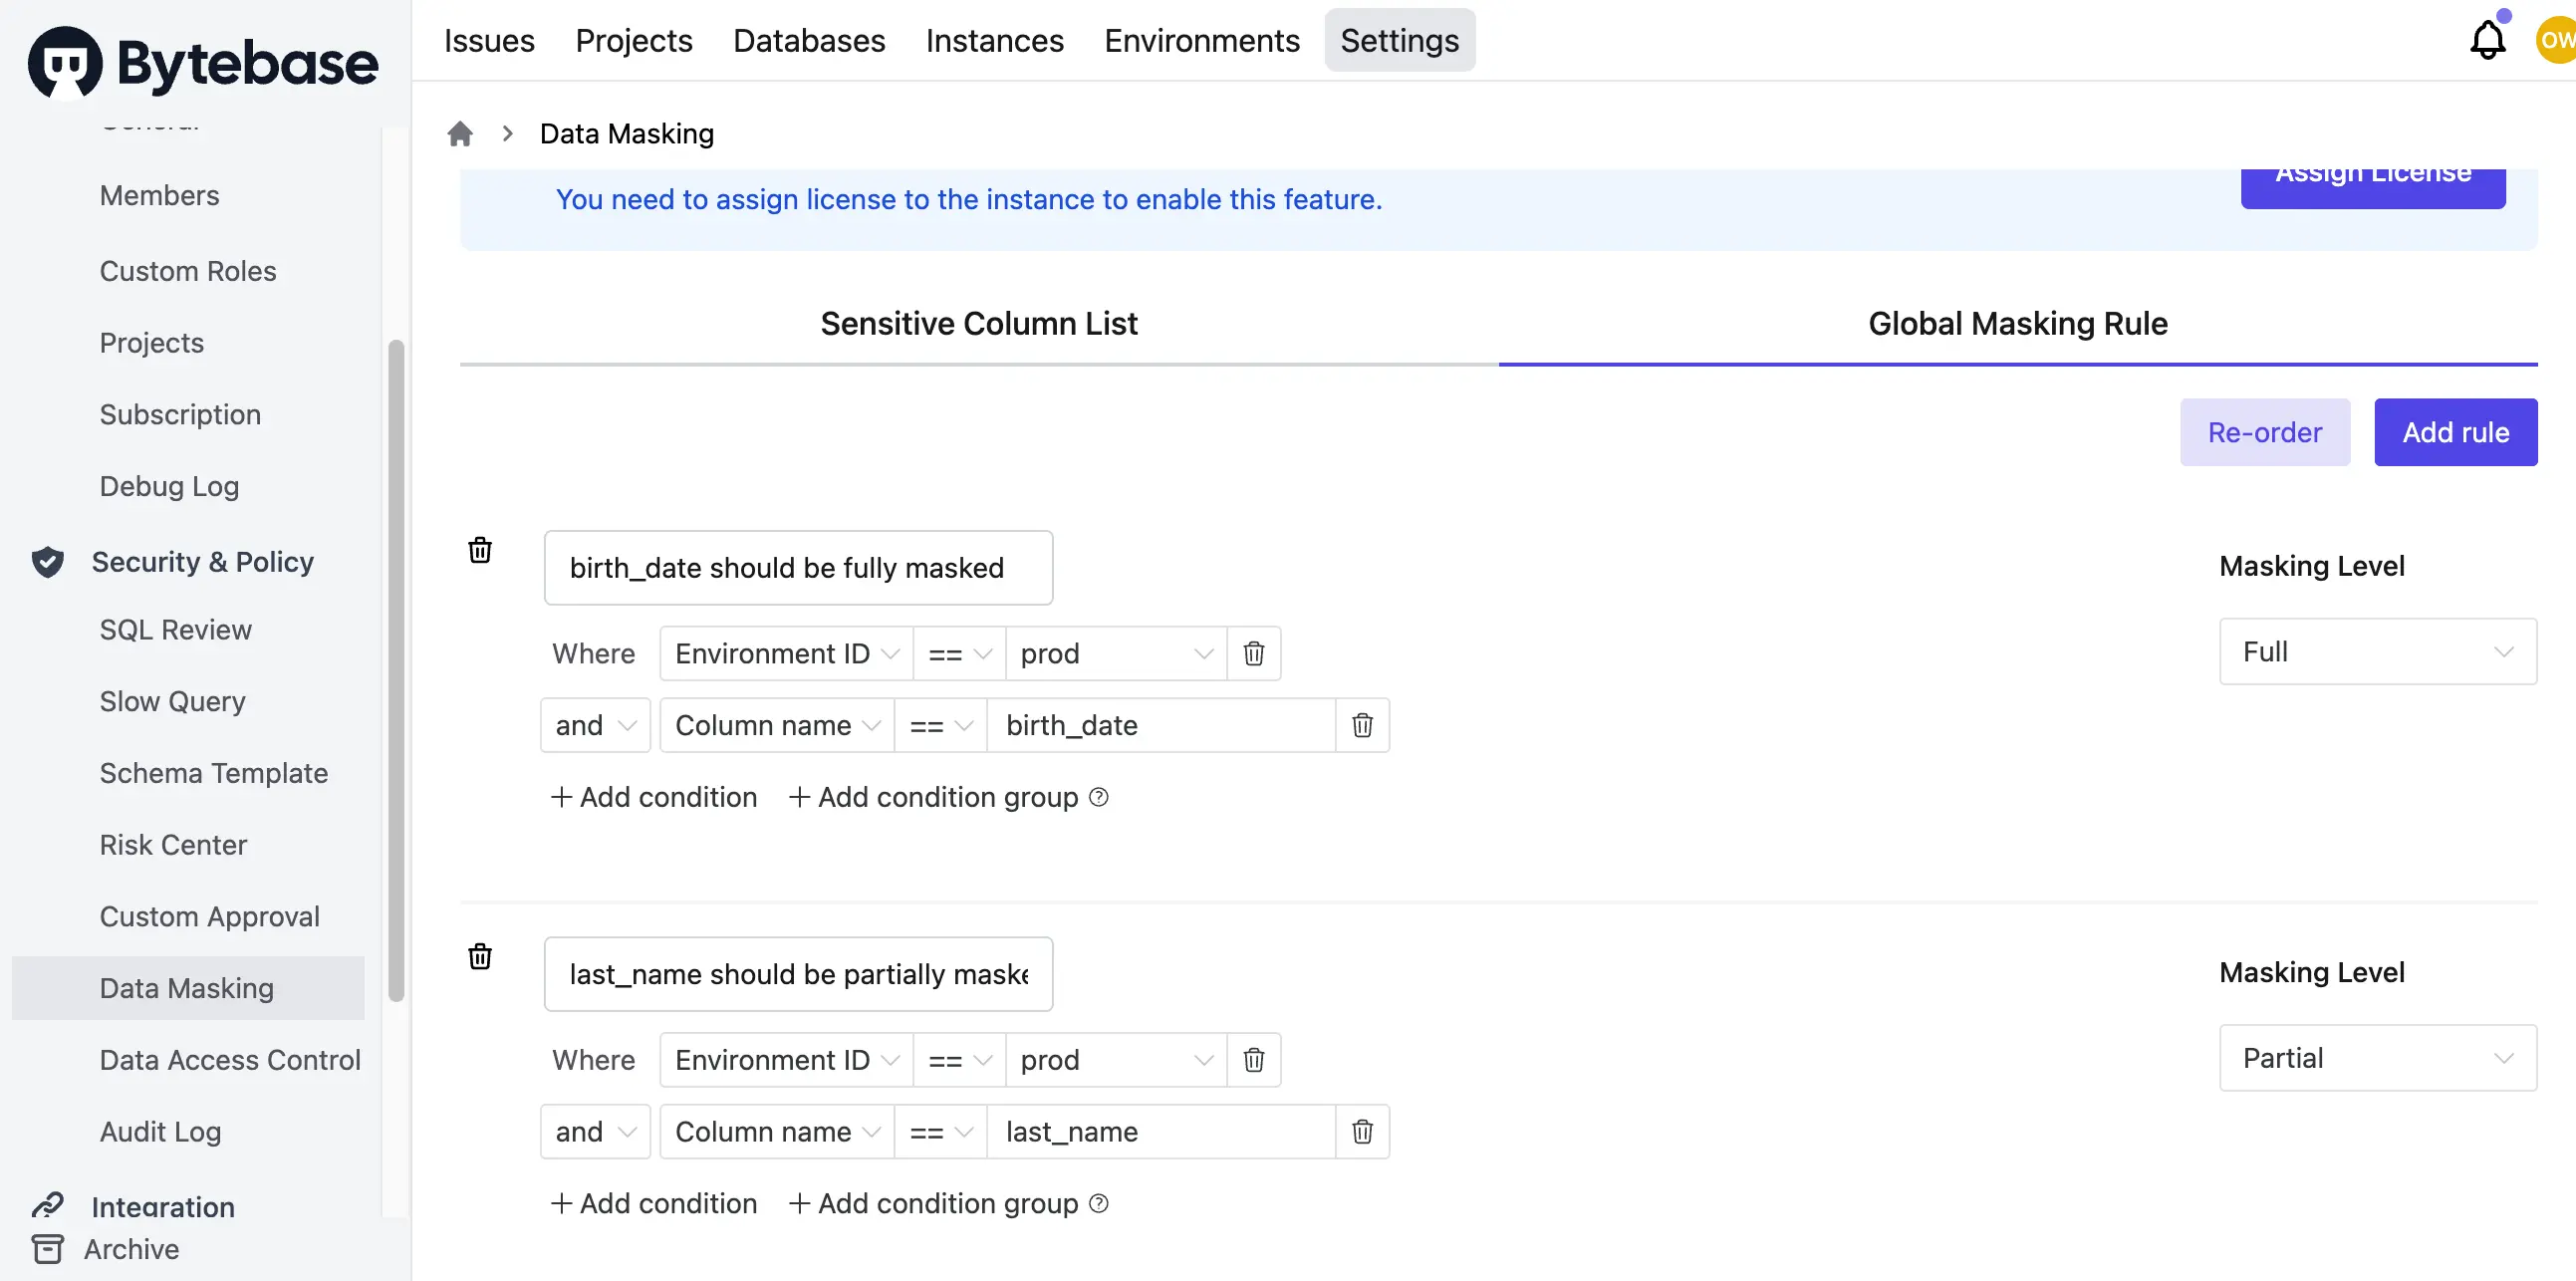 Bytebase
Issues Projects Databases Instances Environments Settings
OW
General
Members
Custom Roles
Projects
Subscription
Debug Log
Security & Policy
SQL Review
Slow Query
Schema Template
Risk Center
Custom Approval
Data Masking
Data Access Control
Audit Log
Integration
Archive
Data Masking
You need to assign license to the instance to enable this feature.
Assign License
Sensitive Column List Global Masking Rule
Re-order Add rule
birth_date should be fully masked
Masking Level
Where Environment ID == prod
Full
and Column name == birth_date
+ Add condition + Add condition group ?
last_name should be partially maske
Masking Level
Where Environment ID == prod
Partial
and Column name == last_name
+ Add condition + Add condition group ?